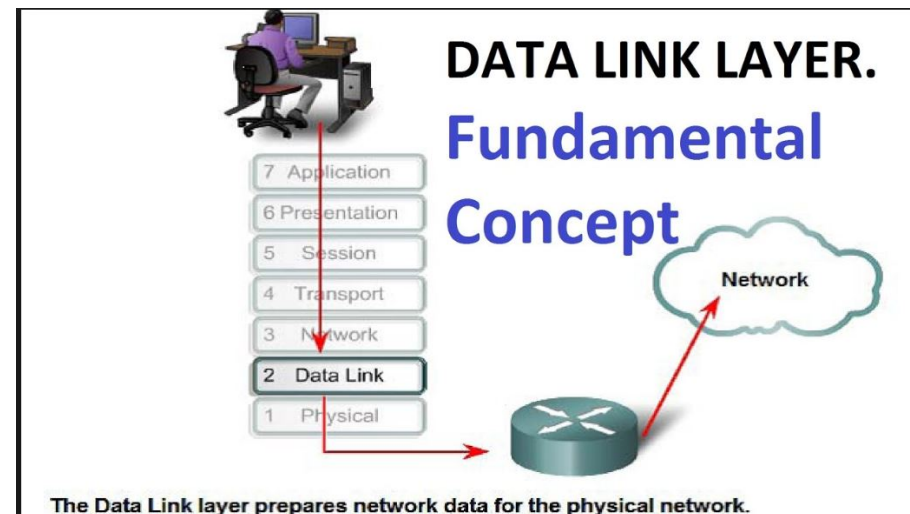 DATA LINK LAYER.
Fundamental
Concept
7 Application
6 Presentation
5 Session
4 Transport
3 Network
2 Data Link
1 Physical
Network
The Data Link layer prepares network data for the physical network.